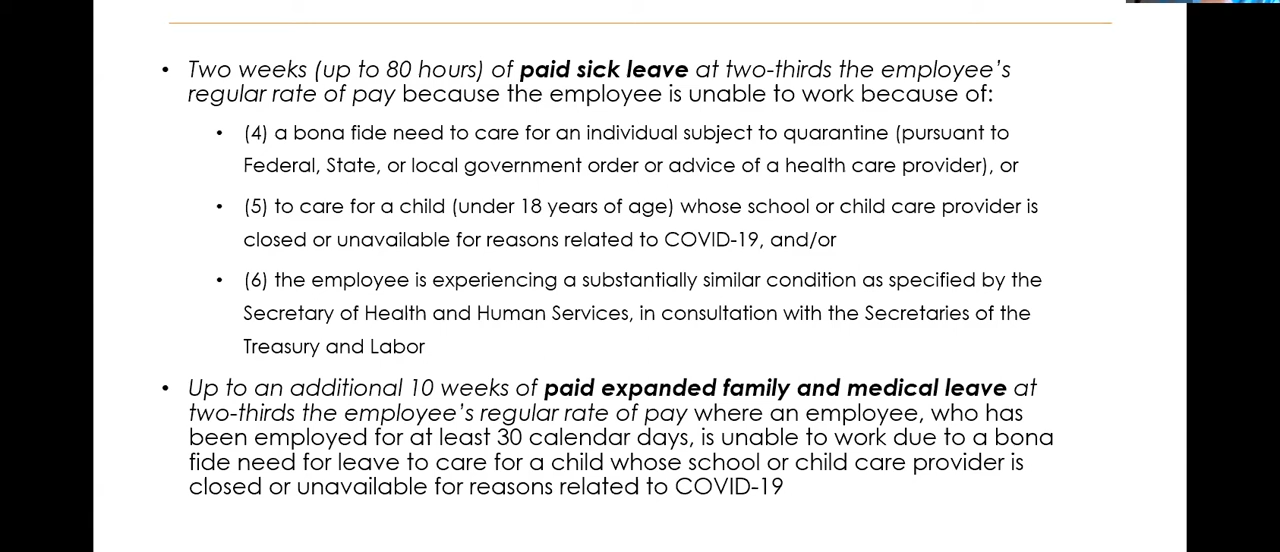 • Two weeks (up to 80 hours) of paid sick leave at two-thirds the employee’s
regular rate of pay because the employee is unable to work because of:
• (4) a bona fide need to care for an individual subject to quarantine (pursuant to
Federal, State, or local government order or advice of a health care provider), or
• (5) to care for a child (under 18 years of age) whose school or child care provider is
closed or unavailable for reasons related to COVID-19, and/or
• (6) the employee is experiencing a substantially similar condition as specified by the
Secretary of Health and Human Services, in consultation with the Secretaries of the
Treasury and Labor
• Up to an additional 10 weeks of paid expanded family and medical leave at
two-thirds the employee’s regular rate of pay where an employee, who has
been employed for at least 30 calendar days, is unable to work due to a bona
fide need for leave to care for a child whose school or child care provider is
closed or unavailable for reasons related to COVID-19